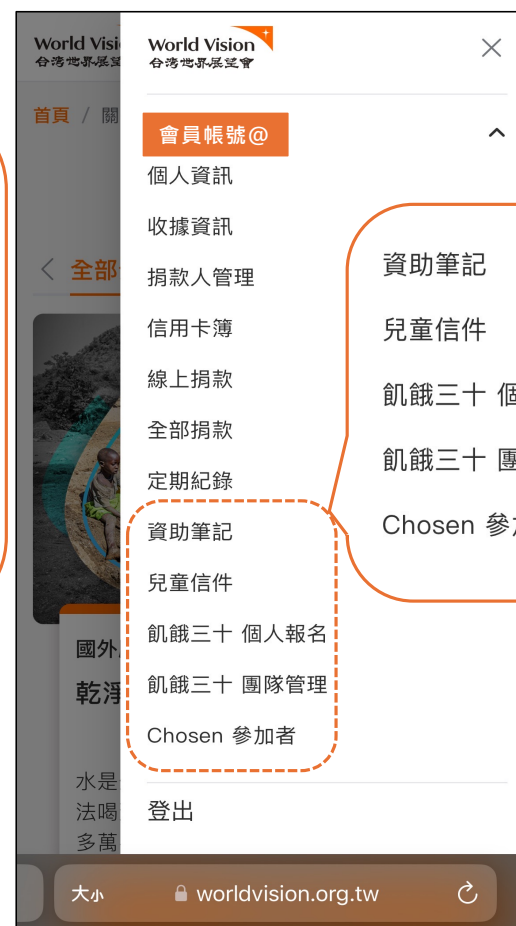 World Visi
台灣世界展望
World Vision
台灣世界展望會
首頁 / 關
會員帳號@
個人資訊
收據資訊
全部
捐款人管理
信用卡簿
線上捐款
全部捐款
定期紀錄
資助筆記
兒童信件
飢餓三十 個人報名
飢餓三十 團隊管理
Chosen 參加者
資助筆記
兒童信件
飢餓三十
飢餓三十 團
Chosen 參
國外
乾淨
水是
法喝
多萬
登出
大小
worldvision.org.tw